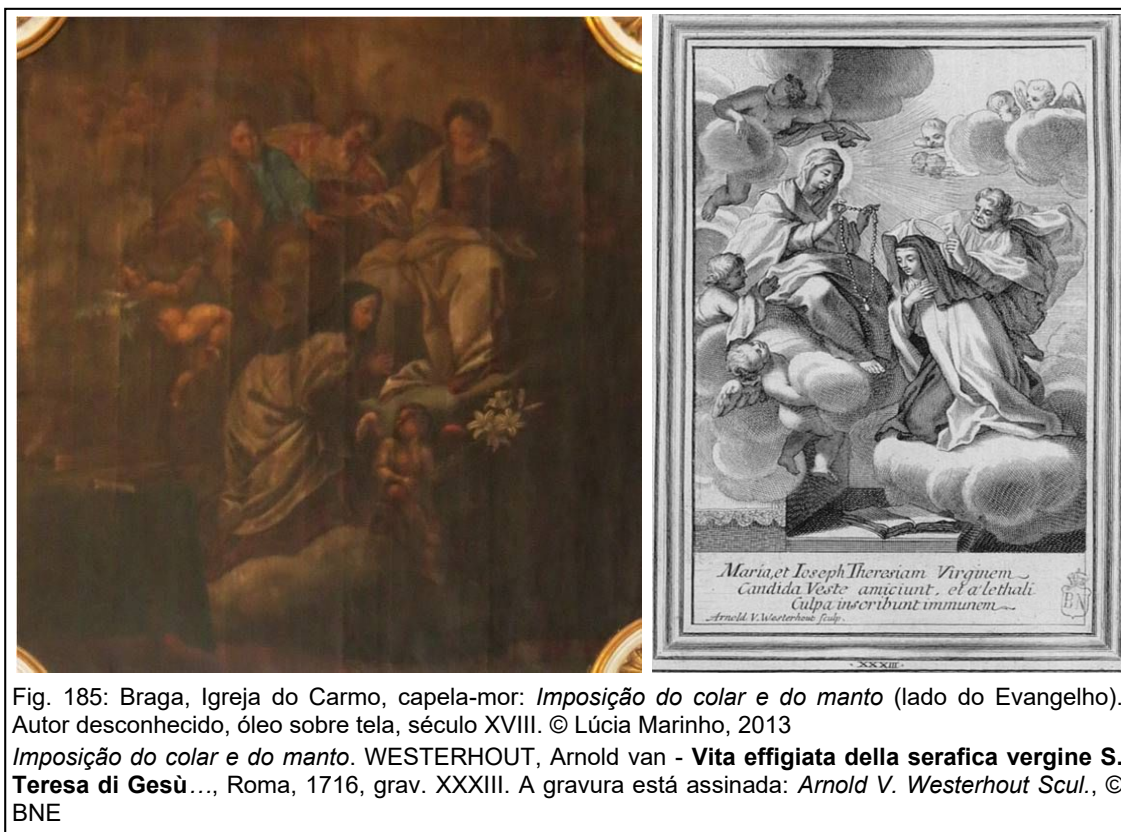 Maria, et Ioseph Theresiam Virginem
Candida Veste amiciunt, et a' lethali
Culpa inscribunt immunem
Arnold V. Westerhout sculp.
BN
XXXIII
Fig. 185: Braga, Igreja do Carmo, capela-mor: Imposição do colar e do manto (lado do Evangelho).
Autor desconhecido, óleo sobre tela, século XVIII. © Lúcia Marinho, 2013
Imposição do colar e do manto. WESTERHOUT, Arnold van - Vita effigiata della serafica vergine S.
Teresa di Gesù…, Roma, 1716, grav. XXXIII. A gravura está assinada: Arnold V. Westerhout Scul., ©
BNE